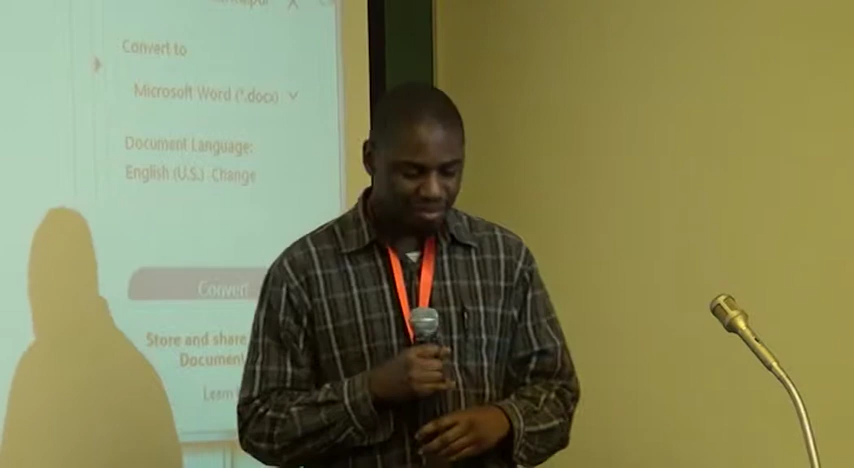 Convert to
Microsoft Word (*.docx)
Document Language:
English (U.S.) Change
Convert
Store and share
Document